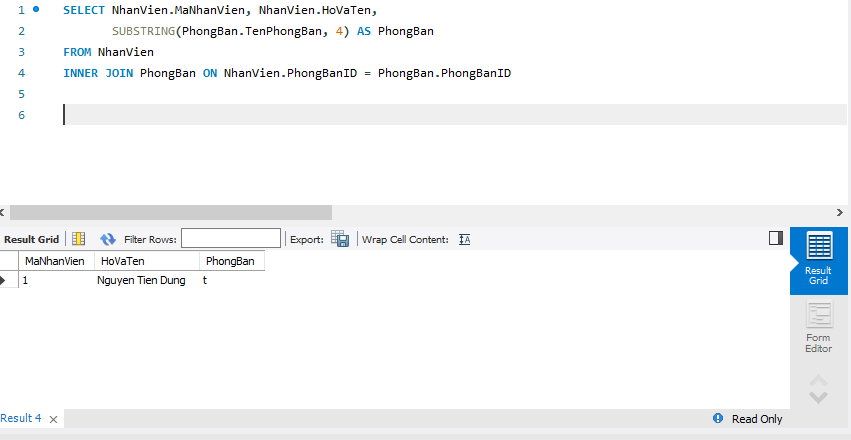 1 SELECT NhanVien.MaNhanVien, NhanVien.HoVaTen,
2 SUBSTRING(PhongBan.TenPhongBan, 4) AS PhongBan
3 FROM NhanVien
4 INNER JOIN PhongBan ON NhanVien.PhongBanID = PhongBan.PhongBanID
5
6
Result Grid Filter Rows: Export: Wrap Cell Content: IA
MaNhanVien HoVaTen PhongBan
1 Nguyen Tien Dung t
Result
Grid
Form
Editor
Result 4 × Read Only